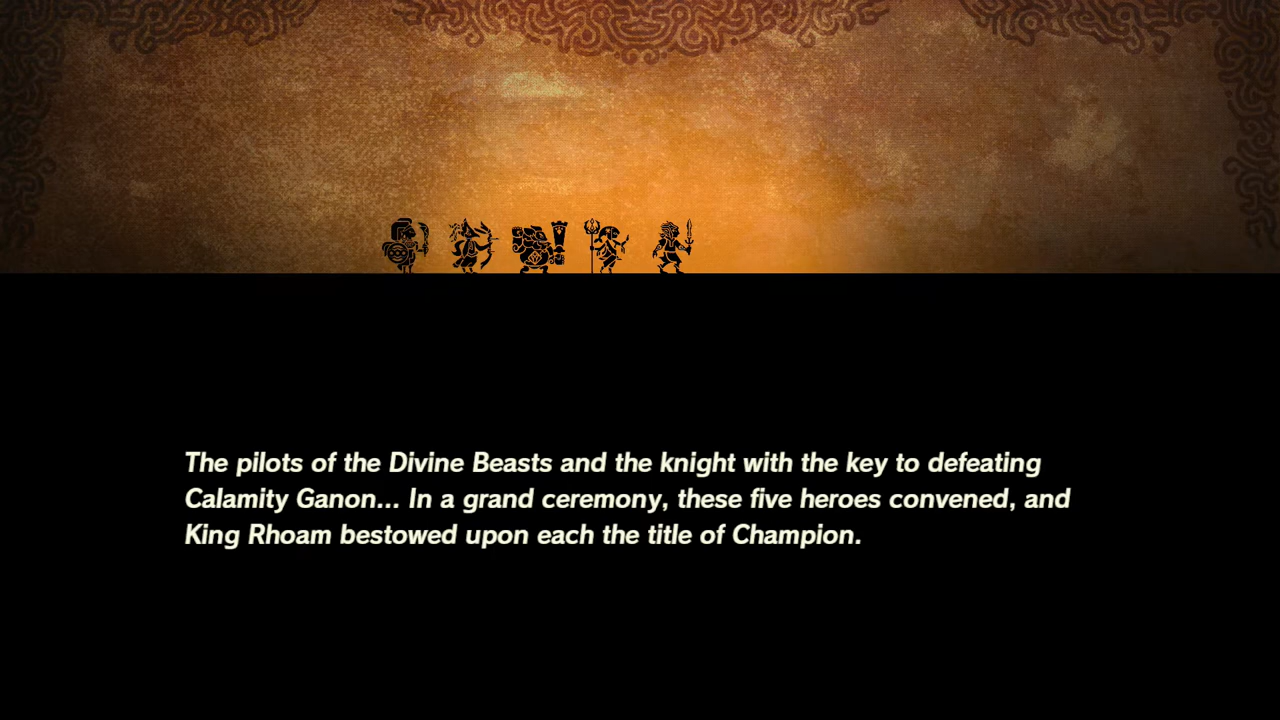 The pilots of the Divine Beasts and the knight with the key to defeating
Calamity Ganon... In a grand ceremony, these five heroes convened, and
King Rhoam bestowed upon each the title of Champion.